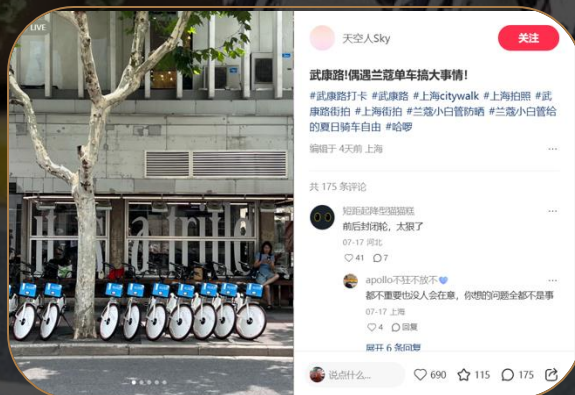 LIVE
天空人Sky
关注
武康路!偶遇兰蔻单车搞大事情!
#武康路打卡 #武康路 #上海citywalk #上海拍照 #武
康路街拍 #上海街拍 #兰蔻小白管防晒 #兰蔻小白管给
的夏日骑车自由 #哈啰
编辑于 4天前 上海
共 175 条评论
短距起降型猫猫糕
前后封闭轮，太狠了
07-17 河北
41 7
apollo不狂不放不💙
都不重要也没人会在意，你想的问题全都不是事
07-17 上海
4 回复
展开 6 条回复
说点什么...
690 115 175